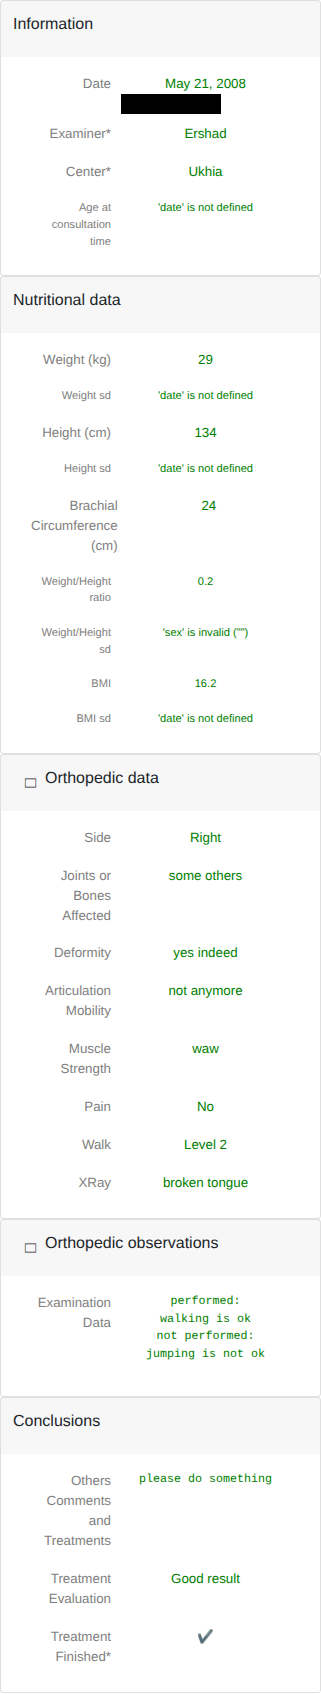 Information
Date May 21, 2008
Examiner* Ershad
Center* Ukhia
Age at 'date' is not defined
consultation
time
Nutritional data
Weight (kg) 29
Weight sd 'date' is not defined
Height (cm) 134
Height sd 'date' is not defined
Brachial 24
Circumference
(cm)
Weight/Height 0.2
ratio
Weight/Height 'sex' is invalid ("")
sd
BMI 16.2
BMI sd 'date' is not defined
Orthopedic data
Side Right
Joints or some others
Bones
Affected
Deformity yes indeed
Articulation not anymore
Mobility
Muscle waw
Strength
Pain No
Walk Level 2
XRay broken tongue
Orthopedic observations
Examination performed:
Data walking is ok
not performed:
jumping is not ok
Conclusions
Others please do something
Comments
and
Treatments
Treatment Good result
Evaluation
Treatment ✔
Finished*